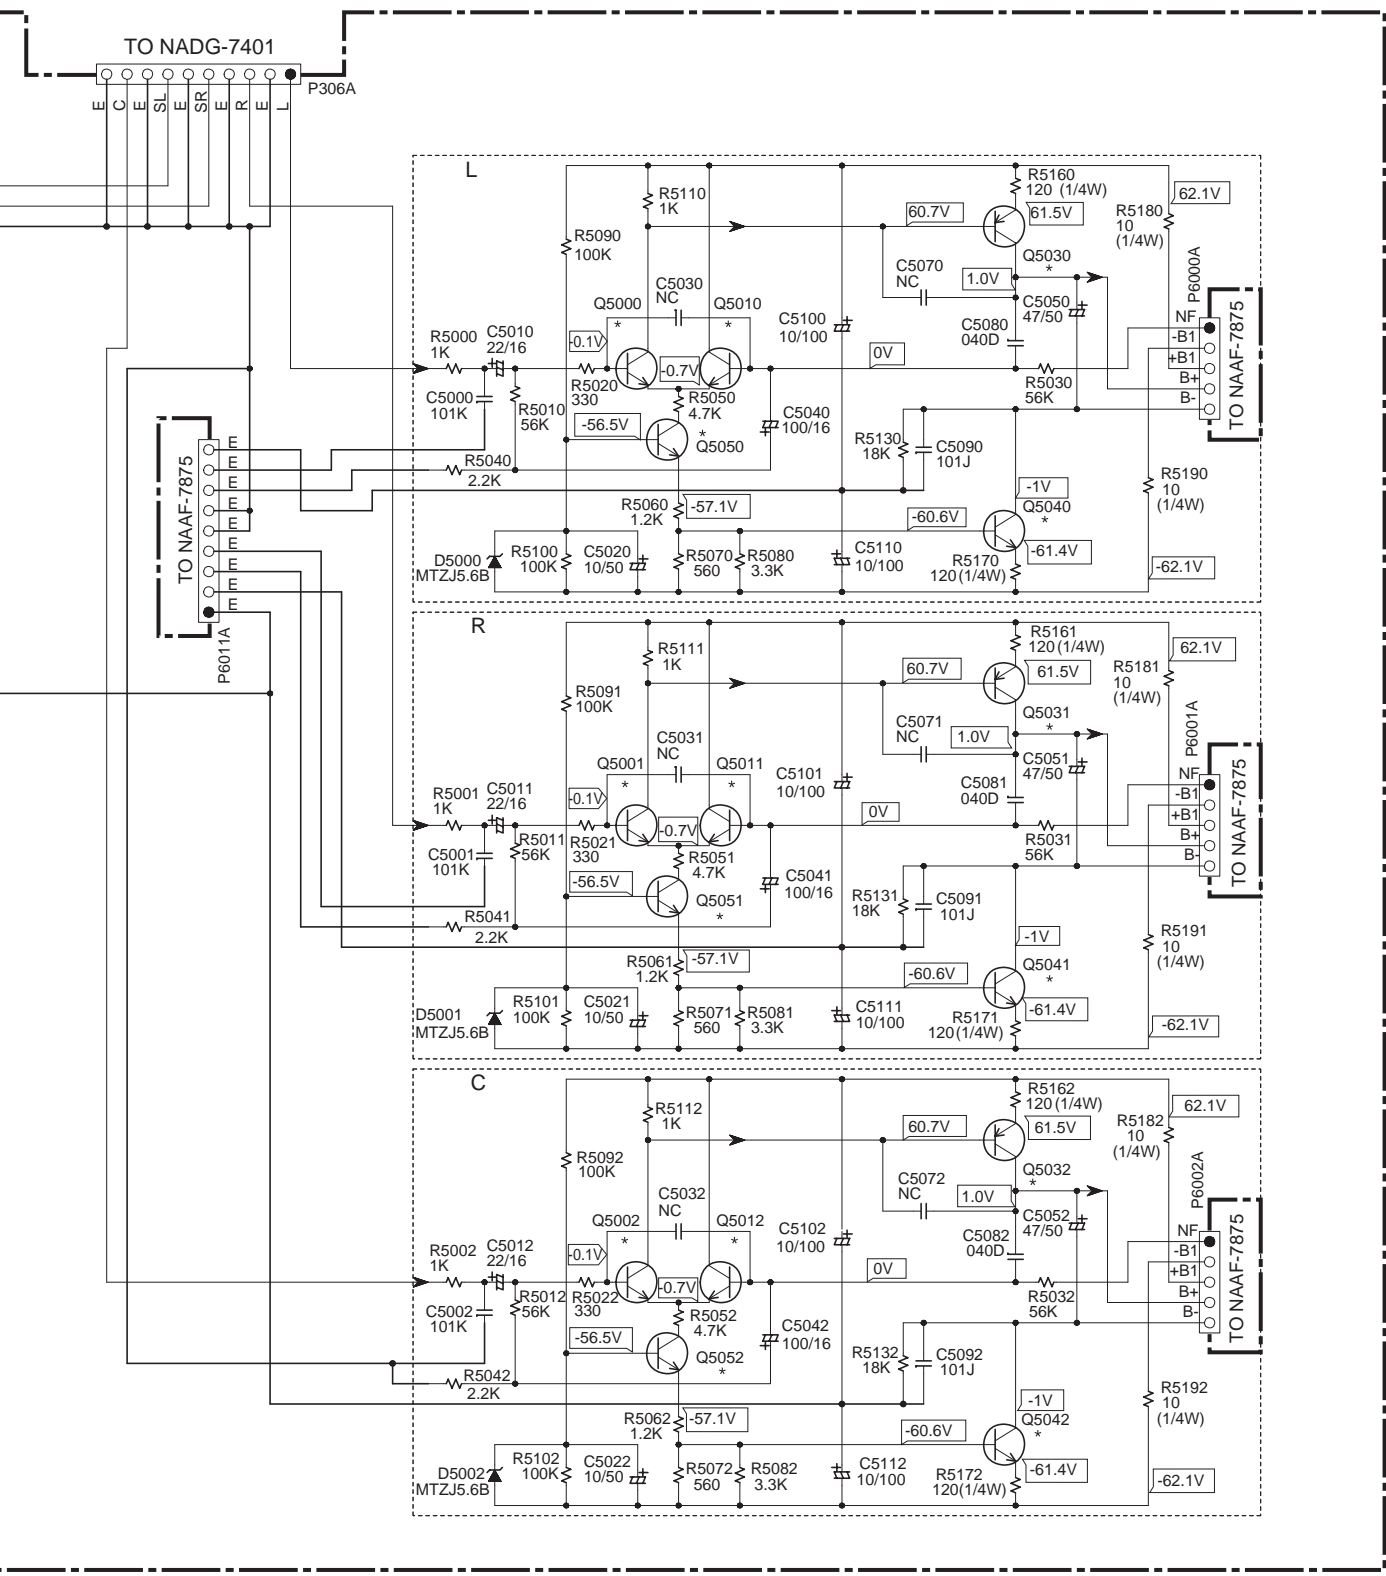 TO NADG-7401
P306A
E
C
E
SL
E
SR
E
R
E
L
L
R5110
1K
R5160
120 (1/4W)
62.1V
60.7V
61.5V
R5180
10
(1/4W)
R5090
100K
C5070
NC
Q5030
*
1.0V
P6000A
C5030
NC
Q5000
*
Q5010
*
C5100
10/100
C5050
47/50
C5080
040D
R5000
1K
C5010
22/16
-0.1V
-0.7V
0V
NF
-B1
+B1
B+
B-
TO NAAF-7875
C5000
101K
R5010
56K
R5020
330
R5050
4.7K
R5030
56K
-56.5V
*
Q5050
C5040
100/16
R5130
18K
C5090
101J
R5040
2.2K
R5190
10
(1/4W)
R5060
1.2K
-57.1V
-60.6V
-1V
Q5040
*
D5000
MTZJ5.6B
R5100
100K
C5020
10/50
R5070
560
R5080
3.3K
C5110
10/100
R5170
120(1/4W)
-61.4V
-62.1V
TO NAAF-7875
E
E
E
E
E
E
E
E
E
P6011A
R
R5111
1K
R5161
120 (1/4W)
62.1V
60.7V
61.5V
R5181
10
(1/4W)
R5091
100K
C5071
NC
Q5031
*
1.0V
P6001A
C5031
NC
Q5001
*
Q5011
*
C5101
10/100
C5051
47/50
C5081
040D
R5001
1K
C5011
22/16
-0.1V
-0.7V
0V
NF
-B1
+B1
B+
B-
TO NAAF-7875
C5001
101K
R5011
56K
R5021
330
R5051
4.7K
R5031
56K
-56.5V
Q5051
*
C5041
100/16
R5131
18K
C5091
101J
R5041
2.2K
R5191
10
(1/4W)
R5061
1.2K
-57.1V
-60.6V
-1V
Q5041
*
D5001
MTZJ5.6B
R5101
100K
C5021
10/50
R5071
560
R5081
3.3K
C5111
10/100
R5171
120(1/4W)
-61.4V
-62.1V
C
R5112
1K
R5162
120 (1/4W)
62.1V
60.7V
61.5V
R5182
10
(1/4W)
R5092
100K
C5072
NC
Q5032
*
1.0V
P6002A
C5032
NC
Q5002
*
Q5012
*
C5102
10/100
C5052
47/50
C5082
040D
R5002
1K
C5012
22/16
-0.1V
-0.7V
0V
NF
-B1
+B1
B+
B-
TO NAAF-7875
C5002
101K
R5012
56K
R5022
330
R5052
4.7K
R5032
56K
-56.5V
Q5052
*
C5042
100/16
R5132
18K
C5092
101J
R5042
2.2K
R5192
10
(1/4W)
R5062
1.2K
-57.1V
-60.6V
-1V
Q5042
*
D5002
MTZJ5.6B
R5102
100K
C5022
10/50
R5072
560
R5082
3.3K
C5112
10/100
R5172
120(1/4W)
-61.4V
-62.1V